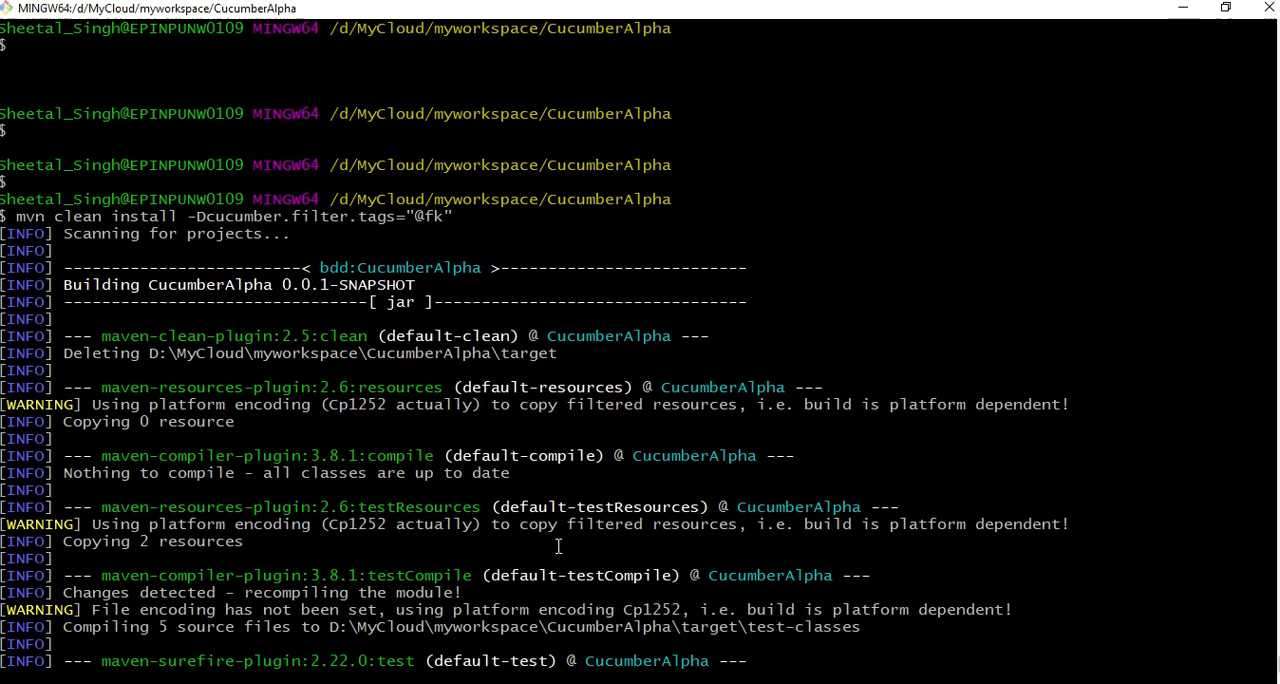 MINGW64:/d/MyCloud/myworkspace/CucumberAlpha
Sheetal_Singh@EPINPUNW0109 MINGW64 /d/MyCloud/myworkspace/CucumberAlpha
$
Sheetal_Singh@EPINPUNW0109 MINGW64 /d/MyCloud/myworkspace/CucumberAlpha
$
Sheetal_Singh@EPINPUNW0109 MINGW64 /d/MyCloud/myworkspace/CucumberAlpha
$
Sheetal_Singh@EPINPUNW0109 MINGW64 /d/MyCloud/myworkspace/CucumberAlpha
$ mvn clean install -Dcucumber.filter.tags="@fk"
[INFO] Scanning for projects...
[INFO]
[INFO] --------------------------< bdd:CucumberAlpha >--------------------------
[INFO] Building CucumberAlpha 0.0.1-SNAPSHOT
[INFO] --------------------------------[ jar ]---------------------------------
[INFO]
[INFO] --- maven-clean-plugin:2.5:clean (default-clean) @ CucumberAlpha ---
[INFO] Deleting D:\MyCloud\myworkspace\CucumberAlpha\target
[INFO]
[INFO] --- maven-resources-plugin:2.6:resources (default-resources) @ CucumberAlpha ---
[WARNING] Using platform encoding (Cp1252 actually) to copy filtered resources, i.e. build is platform dependent!
[INFO] Copying 0 resource
[INFO]
[INFO] --- maven-compiler-plugin:3.8.1:compile (default-compile) @ CucumberAlpha ---
[INFO] Nothing to compile - all classes are up to date
[INFO]
[INFO] --- maven-resources-plugin:2.6:testResources (default-testResources) @ CucumberAlpha ---
[WARNING] Using platform encoding (Cp1252 actually) to copy filtered resources, i.e. build is platform dependent!
[INFO] Copying 2 resources
[INFO]
[INFO] --- maven-compiler-plugin:3.8.1:testCompile (default-testCompile) @ CucumberAlpha ---
[INFO] Changes detected - recompiling the module!
[WARNING] File encoding has not been set, using platform encoding Cp1252, i.e. build is platform dependent!
[INFO] Compiling 5 source files to D:\MyCloud\myworkspace\CucumberAlpha\target\test-classes
[INFO]
[INFO] --- maven-surefire-plugin:2.22.0:test (default-test) @ CucumberAlpha ---